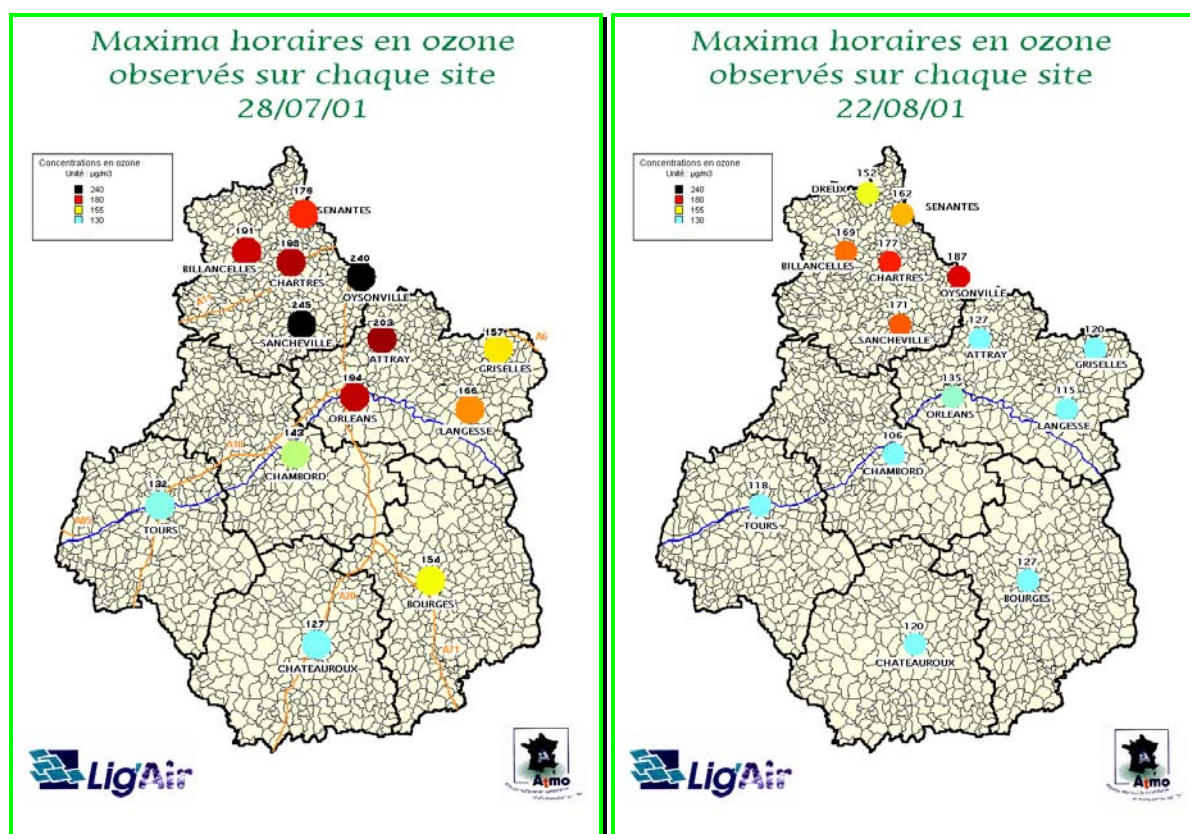 Maxima horaires en ozone
observés sur chaque site
28/07/01
Concentrations en ozone
Unité : µg/m3
240
180
155
130
176
SENANTES
191
BILLANCELLES
198
CHARTRES
240
OYSONVILLE
A11
245
SANCHEVILLE
203
ATTRAY
157
A6
GRISELLES
194
ORLEANS
166
LANGESSE
143
A10
CHAMBORD
132
TOURS
A85
154
BOURGES
A20
127
CHATEAUROUX
A71
Lig'Air
Atmo
Maxima horaires en ozone
observés sur chaque site
22/08/01
Concentrations en ozone
Unité : µg/m3
240
180
155
130
152
DREUX
162
SENANTES
169
BILLANCELLES
177
CHARTRES
187
OYSONVILLE
171
SANCHEVILLE
127
ATTRAY
120
GRISELLES
135
ORLEANS
115
LANGESSE
106
CHAMBORD
118
TOURS
127
BOURGES
120
CHATEAUROUX
Lig'Air
Atmo